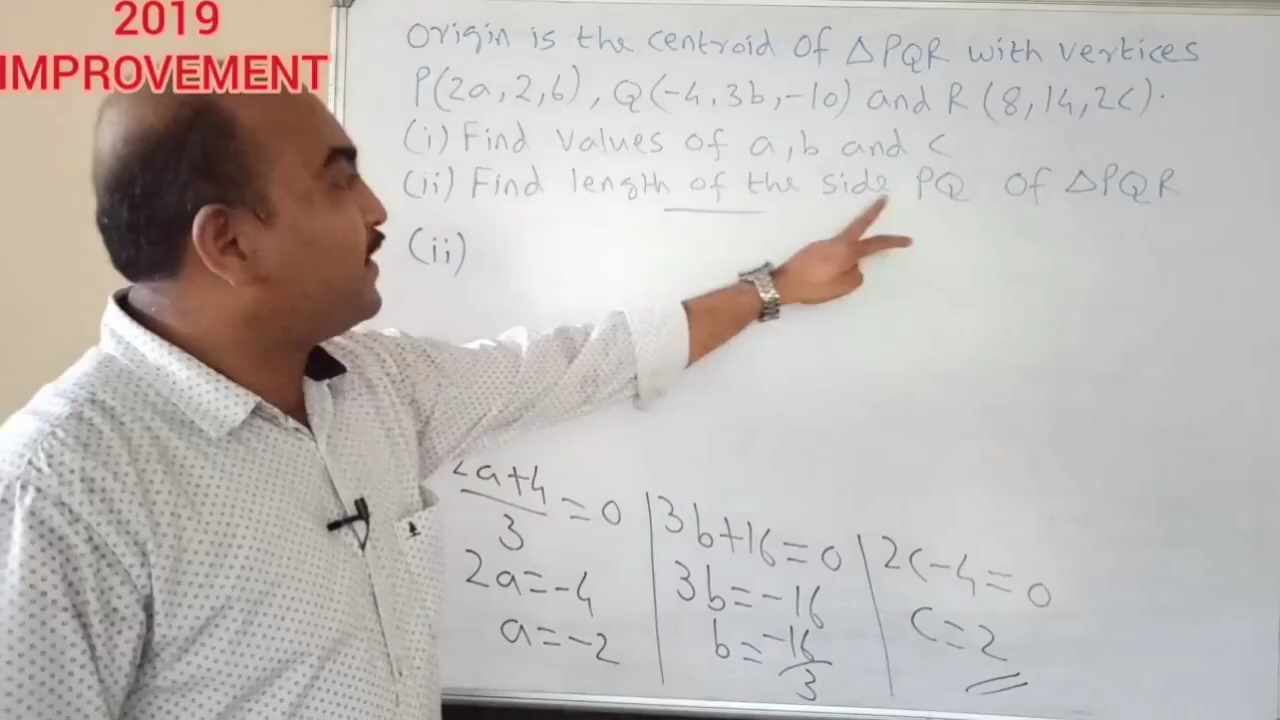 2019
IMPROVEMENT
Origin is the centroid of △PQR with vertices
P(2a,2,6), Q(-4,3b,-10) and R(8,14,2c).
(i) Find values of a,b and c
(ii) Find length of the side PQ of △PQR
(ii)
2a+4/3 = 0
2a=-4
a=-2
3b+16=0
3b=-16
b=-16/3
2c-4=0
c=2